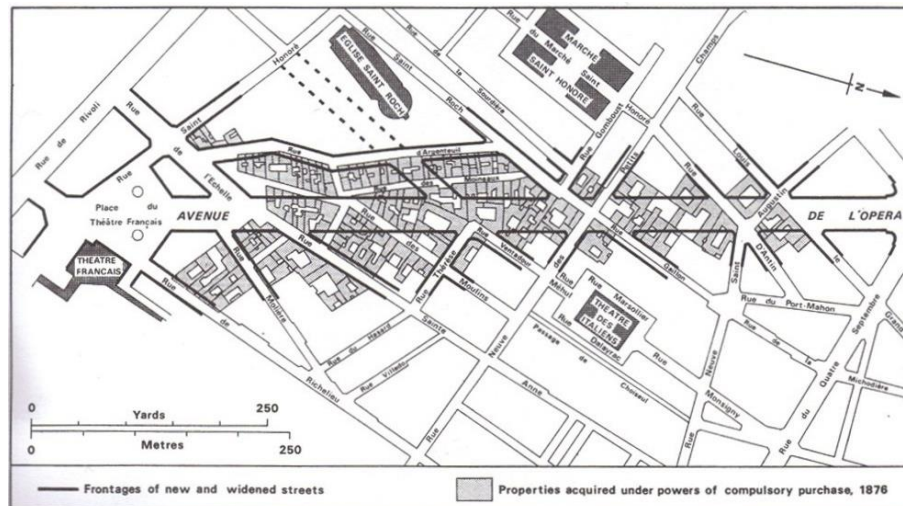 MARCHE
Rue
du Marché Saint
SAINT HONORE
Champs
EGLISE SAINT ROCH
Rue
Saint
Roch
Rue
de
la
Sourdière
Honoré
Saint
Rue
N
Rue de Rivoli
Rue
de
l'Echelle
Rue
d'Argenteuil
Rue
des
Moineaux
Rue
Gomboust
Honoré
Petits
Rue
Louis
Augustin
le
Place du
Théâtre Français
AVENUE
DE L'OPERA
THEATRE
FRANCAIS
Rue
de
Richelieu
Rue
Molière
Rue
des
Rue
Thérèse
Rue
Ventadour
Moulins
des
Rue
Gaillon
Saint
D'Antin
Rue
Méhul
Rue Marsollier
THEATRE
DES
ITALIENS
Rue
Dalayrac
Rue
Monsigny
Passage de Choiseul
Rue du Port-Mahon
Rue
de
la
Michodière
Rue
du
Quatre
Septembre
Grand
Neuve
Rue du Hasard
Rue Villedo
Sainte
Anne
Rue
Neuve
Rue
0 250
Yards
Metres
0 250
Frontages of new and widened streets
Properties acquired under powers of compulsory purchase, 1876